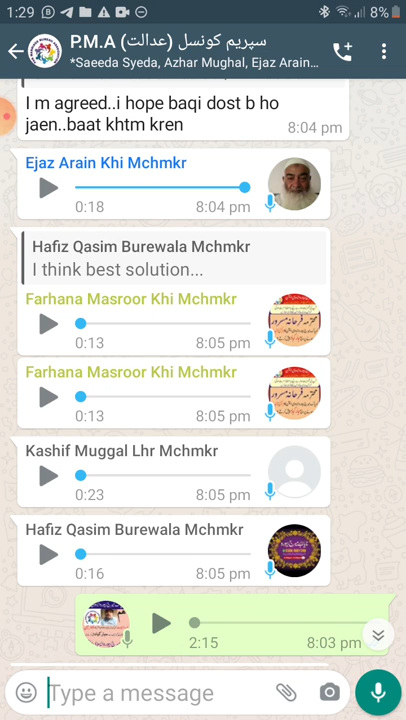 1:29
8%
P.M.A سپریم کونسل (عدالت)
*Saeeda Syeda, Azhar Mughal, Ejaz Arain...
I m agreed..i hope baqi dost b ho
jaen..baat khtm kren
8:04 pm
Ejaz Arain Khi Mchmkr
0:18 8:04 pm
Hafiz Qasim Burewala Mchmkr
I think best solution...
Farhana Masroor Khi Mchmkr
0:13 8:05 pm
Farhana Masroor Khi Mchmkr
0:13 8:05 pm
Kashif Muggal Lhr Mchmkr
0:23 8:05 pm
Hafiz Qasim Burewala Mchmkr
0:16 8:05 pm
2:15 8:03 pm
Type a message